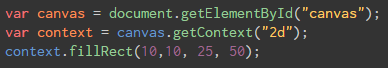 var canvas = document.getElementById("canvas");
var context = canvas.getContext("2d");
context.fillRect(10,10, 25, 50);